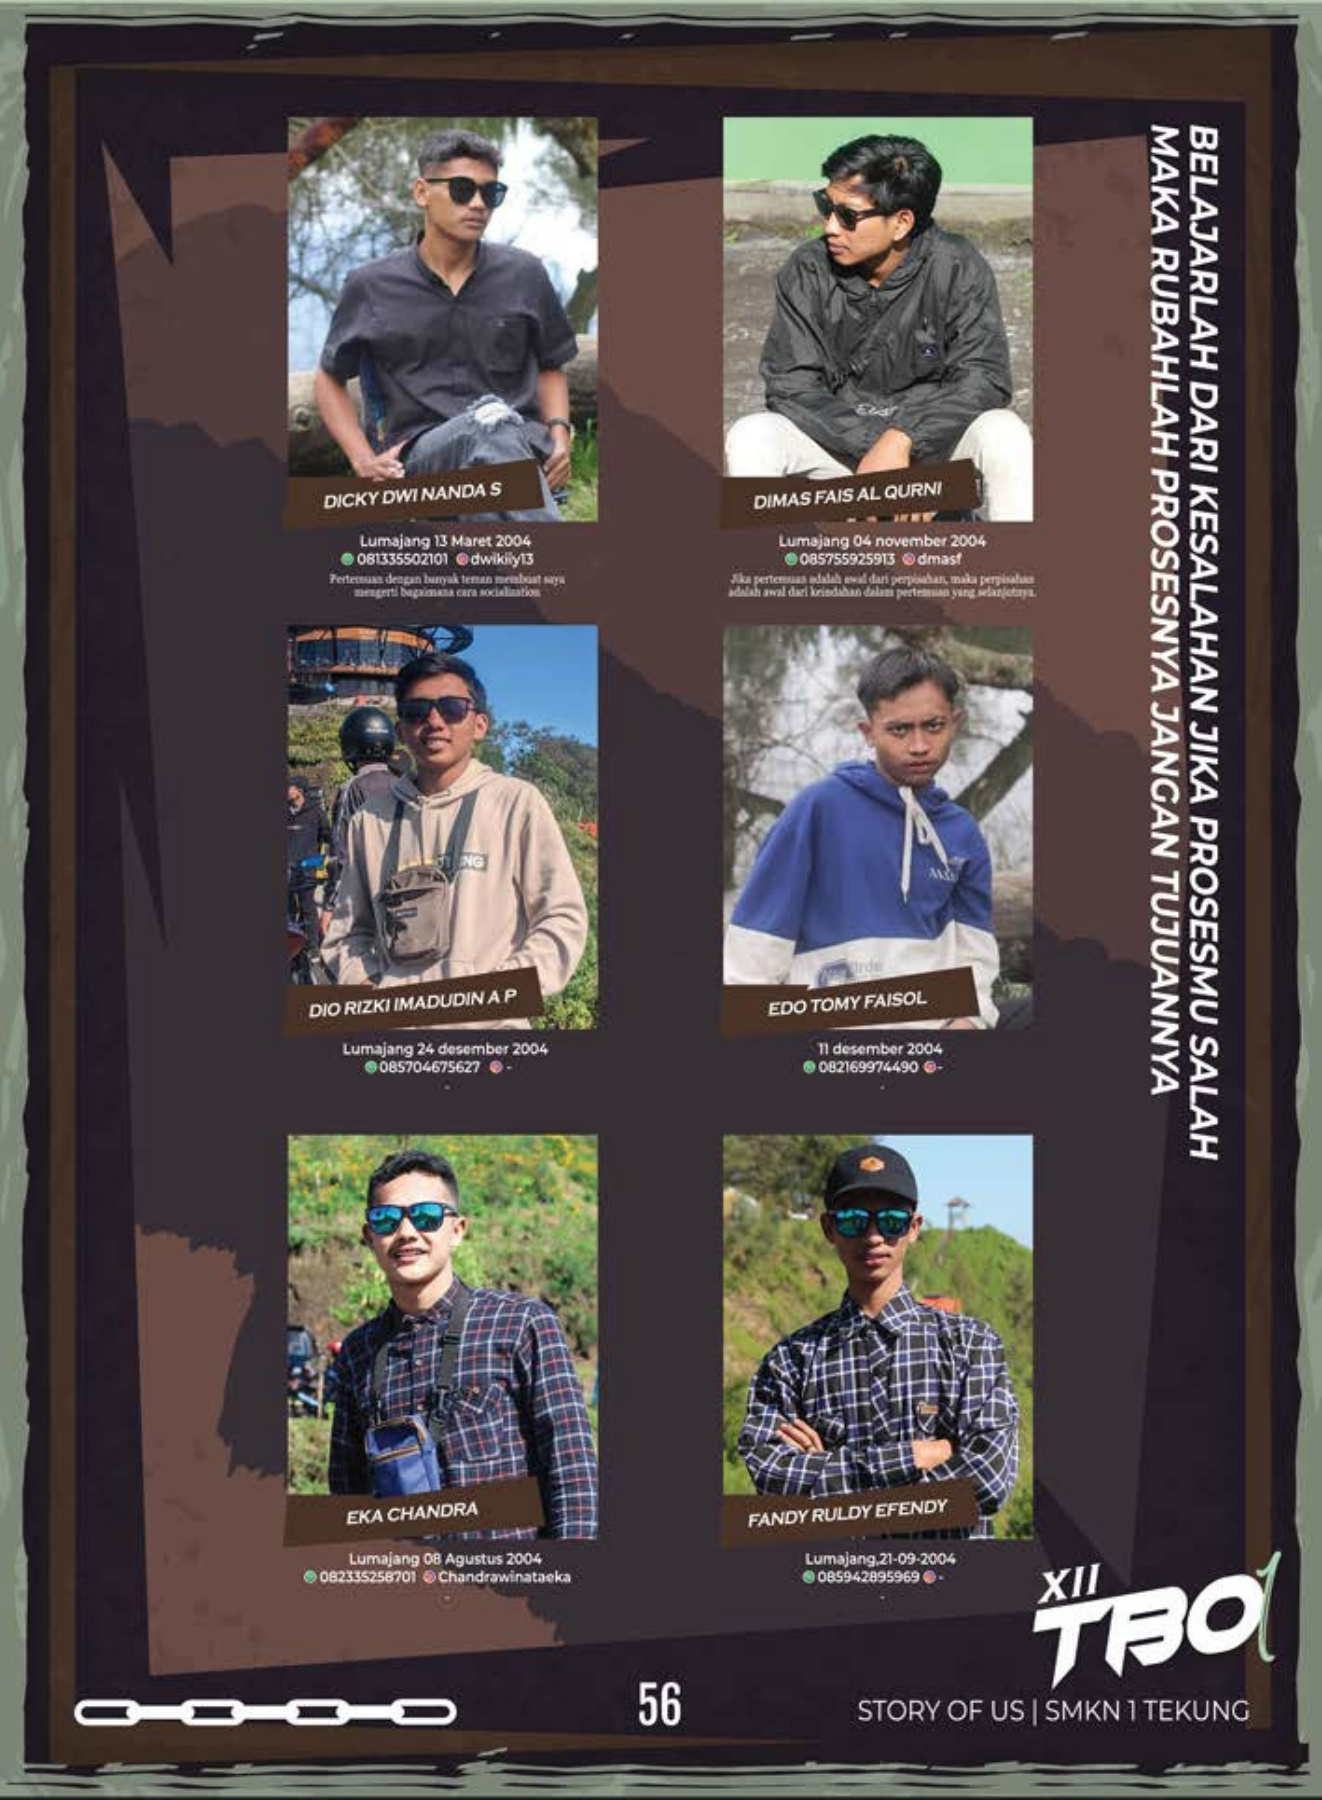 BELAJARLAH DARI KESALAHAN JIKA PROSESMU SALAH
MAKA RUBAHLAH PROSESNYA JANGAN TUJUANNYA
DICKY DWI NANDA S
Lumajang 13 Maret 2004
081335502101 dwikiiy13
Pertemuan dengan banyak teman membuat saya
mengerti bagaimana cara socialization
DIMAS FAIS AL QURNI
Lumajang 04 november 2004
085755925913 dmasf
Jika pertemuan adalah awal dari perpisahan, maka perpisahan
adalah awal dari keindahan dalam pertemuan yang selanjutnya.
DIO RIZKI IMADUDIN A P
Lumajang 24 desember 2004
085704675627 -
-
EDO TOMY FAISOL
11 desember 2004
082169974490 -
-
EKA CHANDRA
Lumajang 08 Agustus 2004
082335258701 Chandrawinataeka
-
FANDY RULDY EFENDY
Lumajang,21-09-2004
085942895969 -
-
XII
TBO 1
56
STORY OF US | SMKN 1 TEKUNG